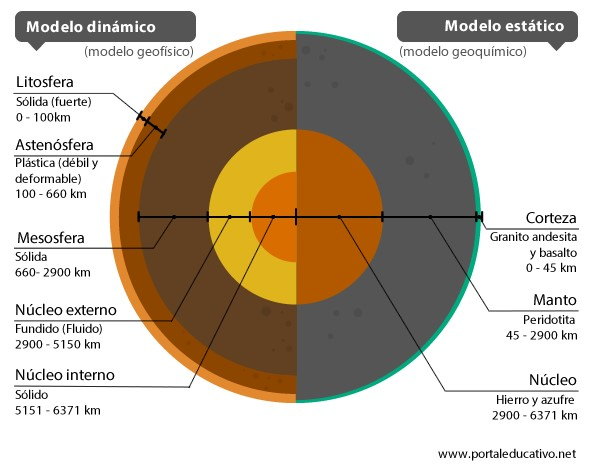 Modelo dinámico
(modelo geofísico)
Litosfera
Sólida (fuerte)
0 - 100km
Astenósfera
Plástica (débil y
deformable)
100 - 660 km
Mesosfera
Sólida
660- 2900 km
Núcleo externo
Fundido (Fluido)
2900 - 5150 km
Núcleo interno
Sólido
5151 - 6371 km
Modelo estático
(modelo geoquímico)
Corteza
Granito andesita
y basalto
0 - 45 km
Manto
Peridotita
45 - 2900 km
Núcleo
Hierro y azufre
2900 - 6371 km
www.portaleducativo.net